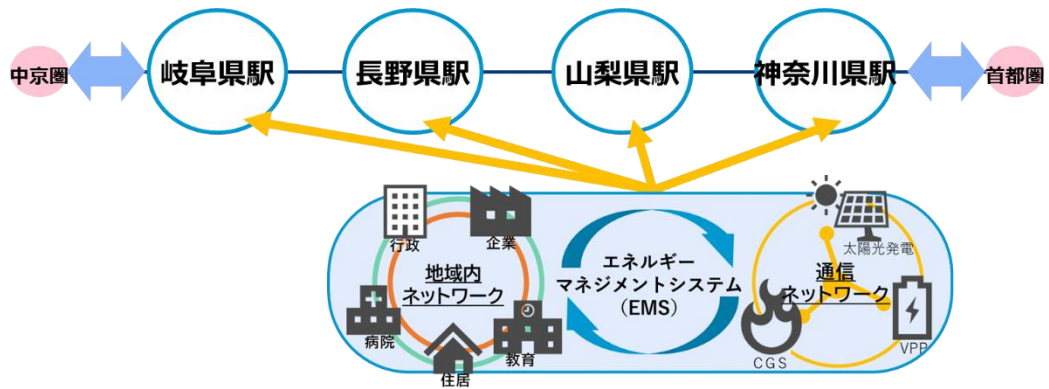 中京圏
岐阜県駅
長野県駅
山梨県駅
神奈川県駅
首都圏
行政
企業
地域内
ネットワーク
病院
住居
教育
エネルギー
マネジメントシステム
(EMS)
太陽光発電
通信
ネットワーク
CGS
VPP